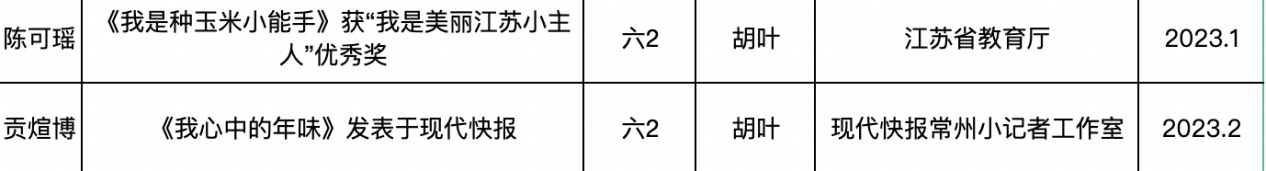 陈可瑶 《我是种玉米小能手》获“我是美丽江苏小主人”优秀奖 六2 胡叶 江苏省教育厅 2023.1
贡煊博 《我心中的年味》发表于现代快报 六2 胡叶 现代快报常州小记者工作室 2023.2